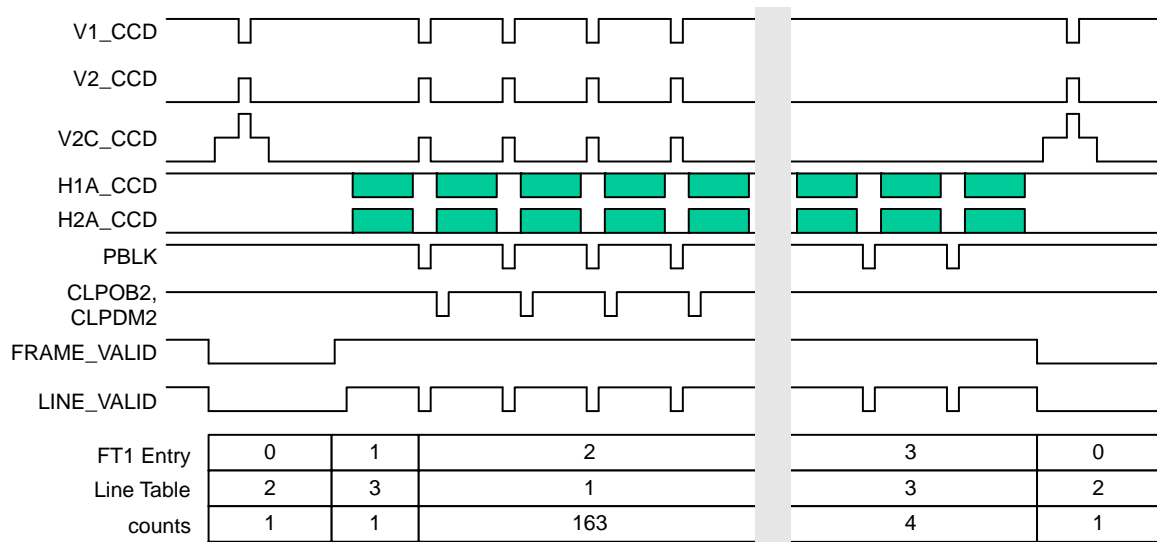 V1_CCD
V2_CCD
V2C_CCD
H1A_CCD
H2A_CCD
PBLK
CLPOB2,
CLPDM2
FRAME_VALID
LINE_VALID
FT1 Entry 0 1 2 3 0
Line Table 2 3 1 3 2
counts 1 1 163 4 1